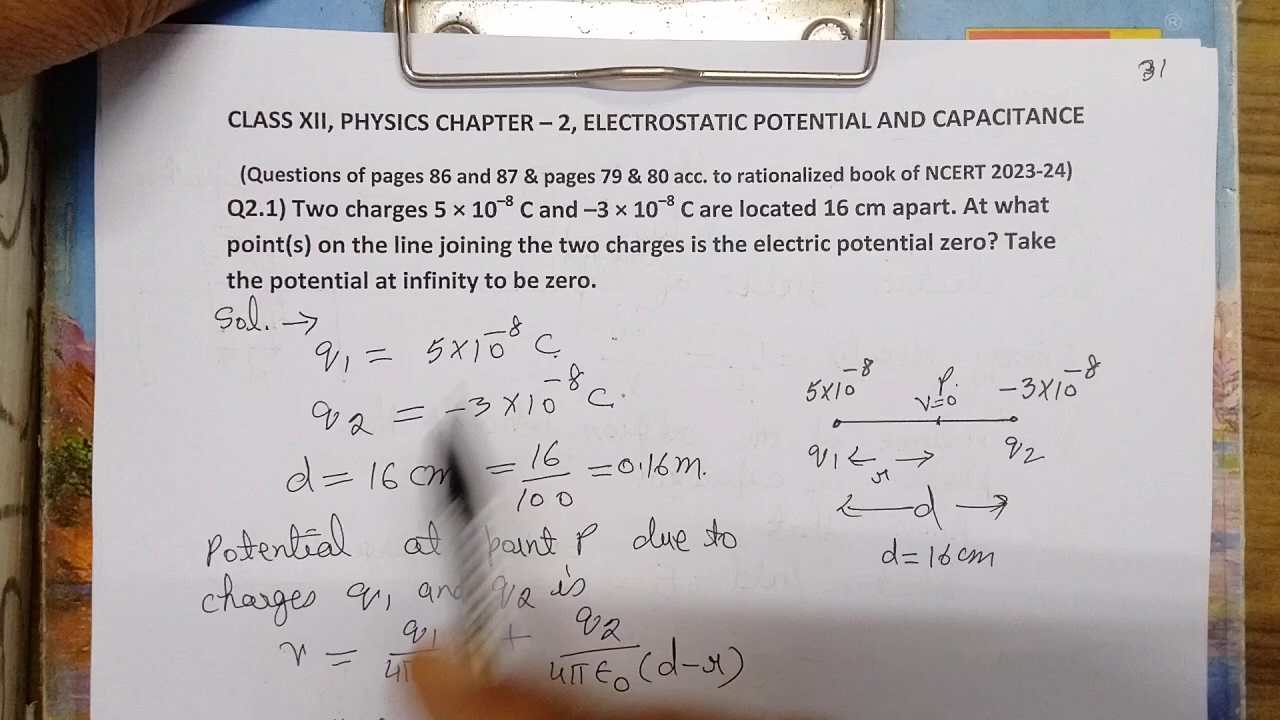 31
CLASS XII, PHYSICS CHAPTER – 2, ELECTROSTATIC POTENTIAL AND CAPACITANCE
(Questions of pages 86 and 87 & pages 79 & 80 acc. to rationalized book of NCERT 2023-24)
Q2.1) Two charges 5 × 10⁻⁸ C and –3 × 10⁻⁸ C are located 16 cm apart. At what
point(s) on the line joining the two charges is the electric potential zero? Take
the potential at infinity to be zero.
Sol. →
q₁ = 5×10⁻⁸ C.
q₂ = -3×10⁻⁸ C.
d = 16 cm = 16/100 = 0.16m.
Potential at point P due to
charges q₁ and q₂ is
v = q₁/4π + q₂/4πϵ₀(d-r)
5×10⁻⁸ P. -3×10⁻⁸
V=0
q₁ ← → q₂
r
← d →
d = 16cm